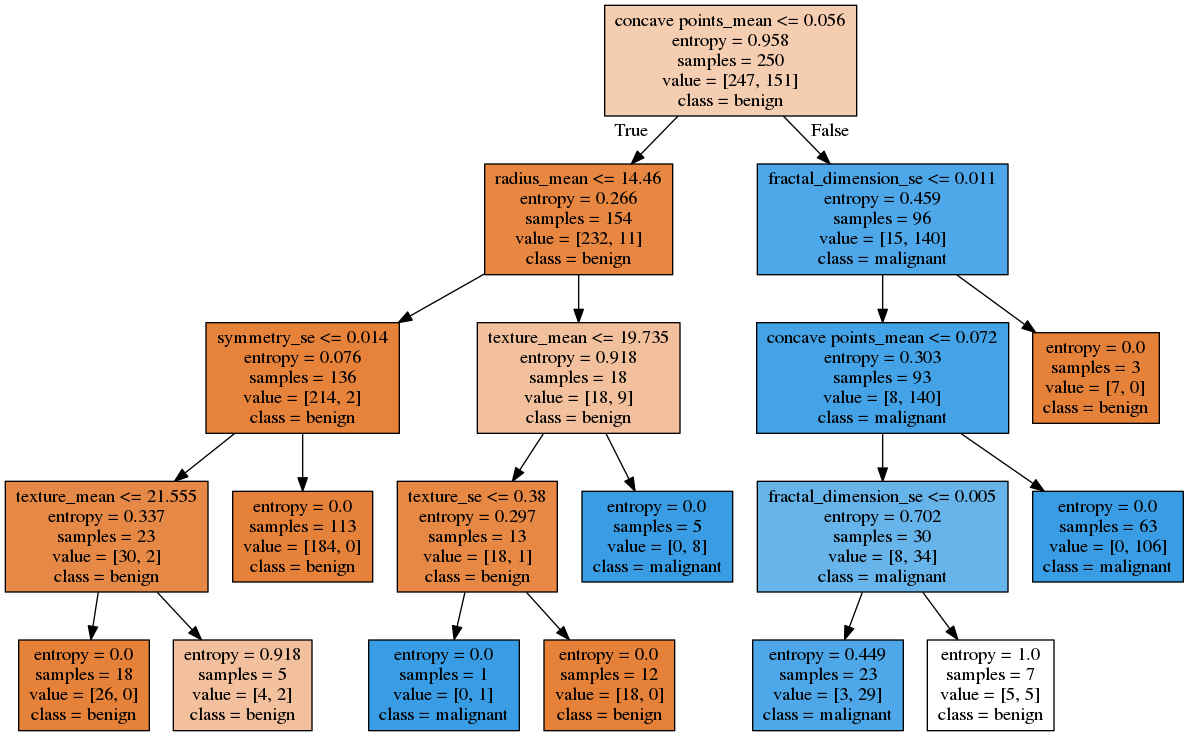 concave points_mean <= 0.056
entropy = 0.958
samples = 250
value = [247, 151]
class = benign
True
False
radius_mean <= 14.46
entropy = 0.266
samples = 154
value = [232, 11]
class = benign
fractal_dimension_se <= 0.011
entropy = 0.459
samples = 96
value = [15, 140]
class = malignant
symmetry_se <= 0.014
entropy = 0.076
samples = 136
value = [214, 2]
class = benign
texture_mean <= 19.735
entropy = 0.918
samples = 18
value = [18, 9]
class = benign
concave points_mean <= 0.072
entropy = 0.303
samples = 93
value = [8, 140]
class = malignant
entropy = 0.0
samples = 3
value = [7, 0]
class = benign
texture_mean <= 21.555
entropy = 0.337
samples = 23
value = [30, 2]
class = benign
entropy = 0.0
samples = 113
value = [184, 0]
class = benign
texture_se <= 0.38
entropy = 0.297
samples = 13
value = [18, 1]
class = benign
entropy = 0.0
samples = 5
value = [0, 8]
class = malignant
fractal_dimension_se <= 0.005
entropy = 0.702
samples = 30
value = [8, 34]
class = malignant
entropy = 0.0
samples = 63
value = [0, 106]
class = malignant
entropy = 0.0
samples = 18
value = [26, 0]
class = benign
entropy = 0.918
samples = 5
value = [4, 2]
class = benign
entropy = 0.0
samples = 1
value = [0, 1]
class = malignant
entropy = 0.0
samples = 12
value = [18, 0]
class = benign
entropy = 0.449
samples = 23
value = [3, 29]
class = malignant
entropy = 1.0
samples = 7
value = [5, 5]
class = benign